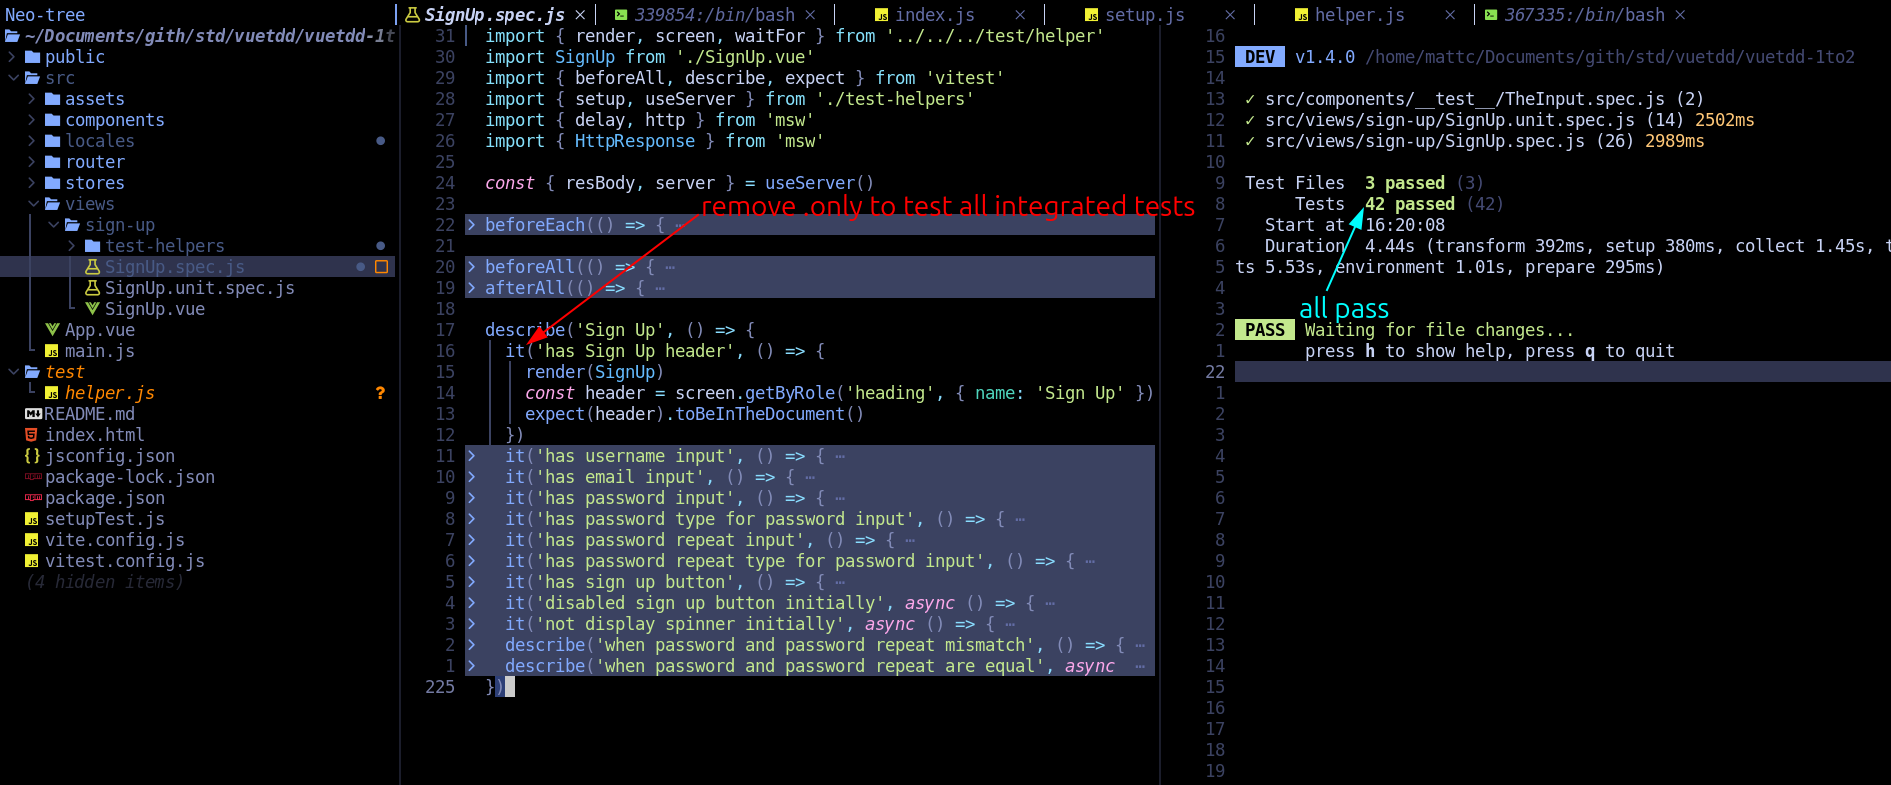 Neo-tree
~/Documents/gith/std/vuetdd/vuetdd-1t
public
src
assets
components
locales
router
stores
views
sign-up
test-helpers
SignUp.spec.js
SignUp.unit.spec.js
SignUp.vue
App.vue
main.js
test
helper.js ?
README.md
index.html
jsconfig.json
package-lock.json
package.json
setupTest.js
vite.config.js
vitest.config.js
(4 hidden items)
SignUp.spec.js × 339854:/bin/bash × index.js × setup.js × helper.js × 367335:/bin/bash ×
31 import { render, screen, waitFor } from '../../../test/helper'
30 import SignUp from './SignUp.vue'
29 import { beforeAll, describe, expect } from 'vitest'
28 import { setup, useServer } from './test-helpers'
27 import { delay, http } from 'msw'
26 import { HttpResponse } from 'msw'
25
24 const { resBody, server } = useServer()
23
remove .only to test all integrated tests
22 > beforeEach(() => { ⋯
21
20 > beforeAll(() => { ⋯
19 > afterAll(() => { ⋯
18
17 describe('Sign Up', () => {
16 it('has Sign Up header', () => {
15 render(SignUp)
14 const header = screen.getByRole('heading', { name: 'Sign Up' })
13 expect(header).toBeInTheDocument()
12 })
11 > it('has username input', () => { ⋯
10 > it('has email input', () => { ⋯
9 > it('has password input', () => { ⋯
8 > it('has password type for password input', () => { ⋯
7 > it('has password repeat input', () => { ⋯
6 > it('has password repeat type for password input', () => { ⋯
5 > it('has sign up button', () => { ⋯
4 > it('disabled sign up button initially', async () => { ⋯
3 > it('not display spinner initially', async () => { ⋯
2 > describe('when password and password repeat mismatch', () => { ⋯
1 > describe('when password and password repeat are equal', async ⋯
225 })
16
15 DEV v1.4.0 /home/mattc/Documents/gith/std/vuetdd/vuetdd-1to2
14
13 ✓ src/components/__test__/TheInput.spec.js (2)
12 ✓ src/views/sign-up/SignUp.unit.spec.js (14) 2502ms
11 ✓ src/views/sign-up/SignUp.spec.js (26) 2989ms
10
9 Test Files 3 passed (3)
8 Tests 42 passed (42)
7 Start at 16:20:08
6 Duration 4.44s (transform 392ms, setup 380ms, collect 1.45s, t
5 ts 5.53s, environment 1.01s, prepare 295ms)
4
3
all pass
2 PASS Waiting for file changes...
1 press h to show help, press q to quit
22
1
2
3
4
5
6
7
8
9
10
11
12
13
14
15
16
17
18
19